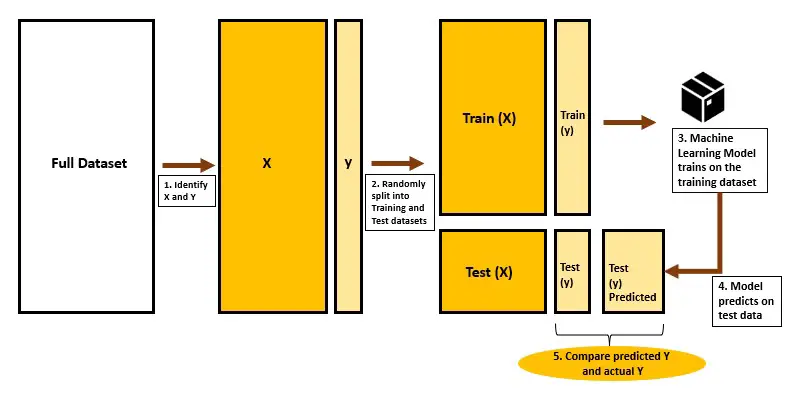 Full Dataset
1. Identify
X and Y
X
y
2. Randomly
split into
Training and
Test datasets
Train (X)
Train
(y)
3. Machine
Learning Model
trains on the
training dataset
Test (X)
Test
(y)
Test
(y)
Predicted
4. Model
predicts on
test data
5. Compare predicted Y
and actual Y